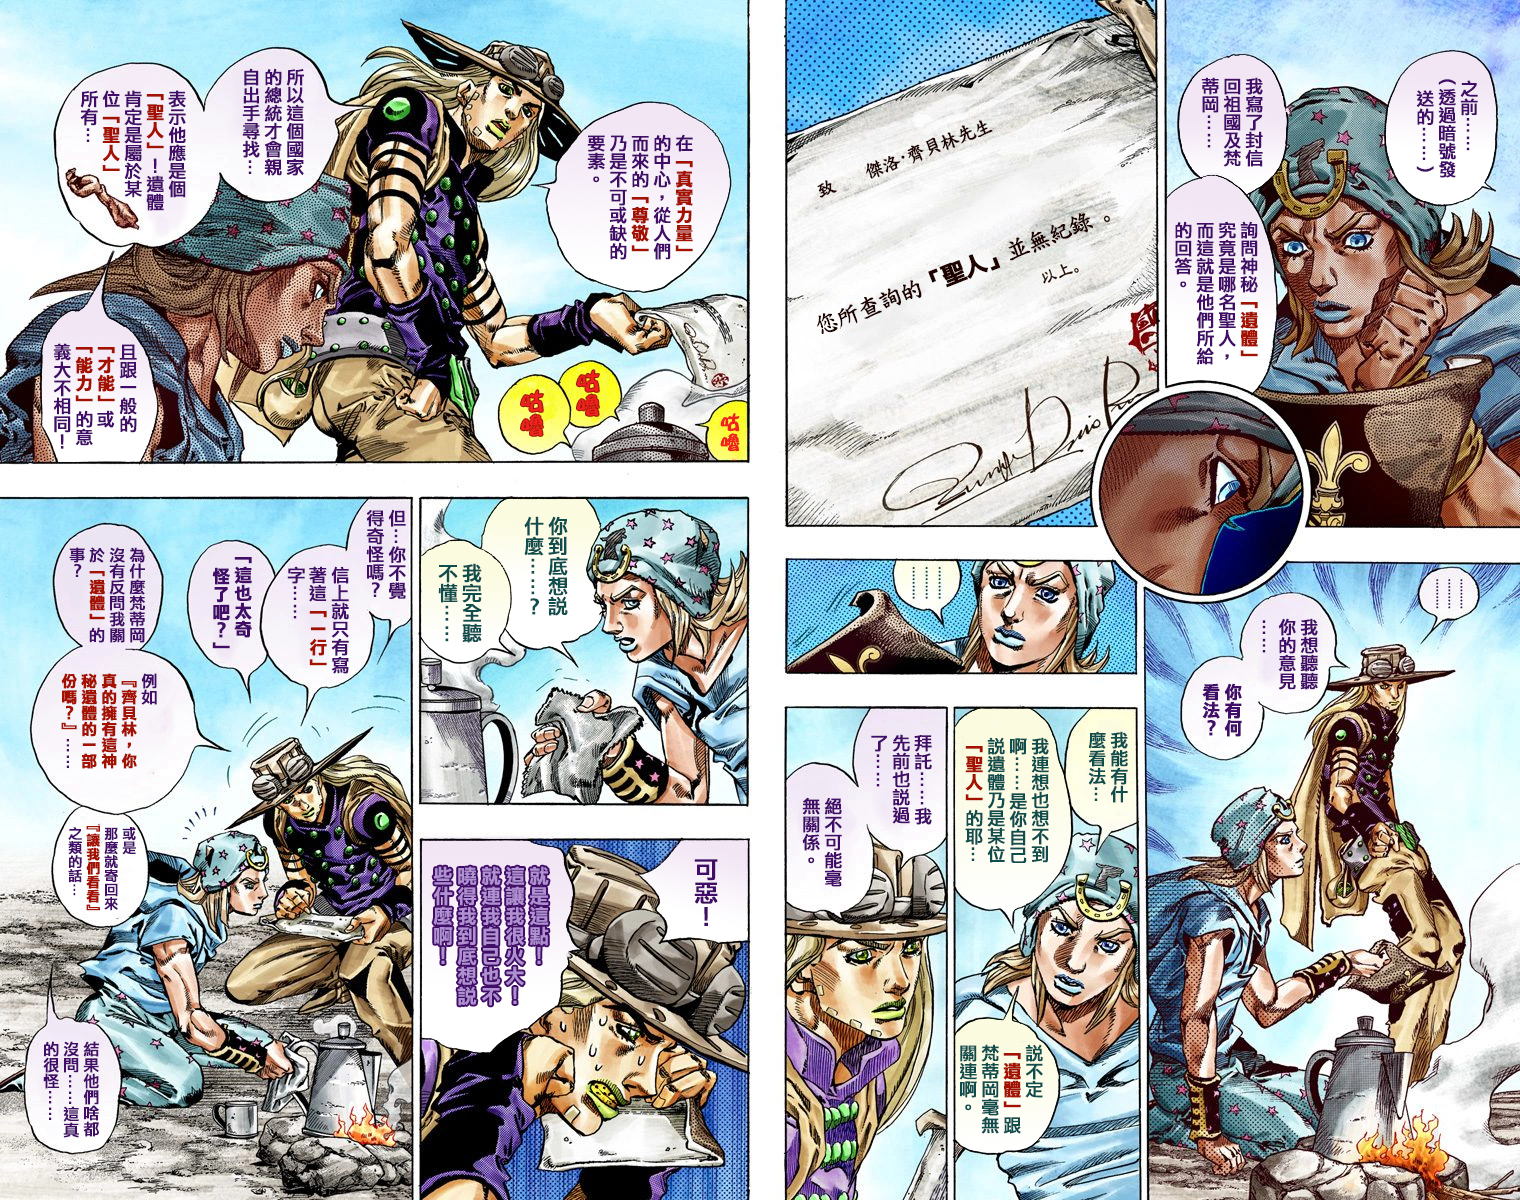 之前……
（透過暗號發
送的……）
我寫了封信
回祖國及梵
蒂岡……
詢問神秘「遺體」
究竟是哪名聖人，
而這就是他們所給
的回答。
致 傑洛·齊貝林先生
您所查詢的「聖人」並無紀錄。
以上。
………
我想聽聽
你的意見
……
你有何
看法？
………
我能有什
麼看法…
我連想也想不到
啊……是你自己
說遺體乃是某位
「聖人」的耶…
說不定
「遺體」跟
梵蒂岡毫無
關連啊。
拜託……我
先前也說過
了……
絕不可能毫
無關係。
在「真實力量」
的中心，從人們
而來的「尊敬」
乃是不可或缺的
要素。
所以這個國家
的總統才會親
自出手尋找…
表示他應是個
「聖人」！遺體
肯定是屬於某
位「聖人」
所有…
且跟一般的
「才能」或
「能力」的意
義大不相同！
咕嚕
咕嚕
咕嚕
你到底想說
什麼……？
我完全聽
不懂……
可惡！
就是這點！
這讓我很火大！
就連我自己也不
曉得我到底想說
些什麼啊！
但…你不覺
得奇怪嗎？
信上就只有寫
著這「一行」
字……
「這也太奇
怪了吧？」
為什麼梵蒂岡
沒有反問我關
於「遺體」的
事？
例如
『齊貝林，你
真的擁有這神
秘遺體的一部
份嗎？』……
或是
那麼就寄回來
『讓我們看看』
之類的話…
結果他們啥都
沒問……這真
的很怪……